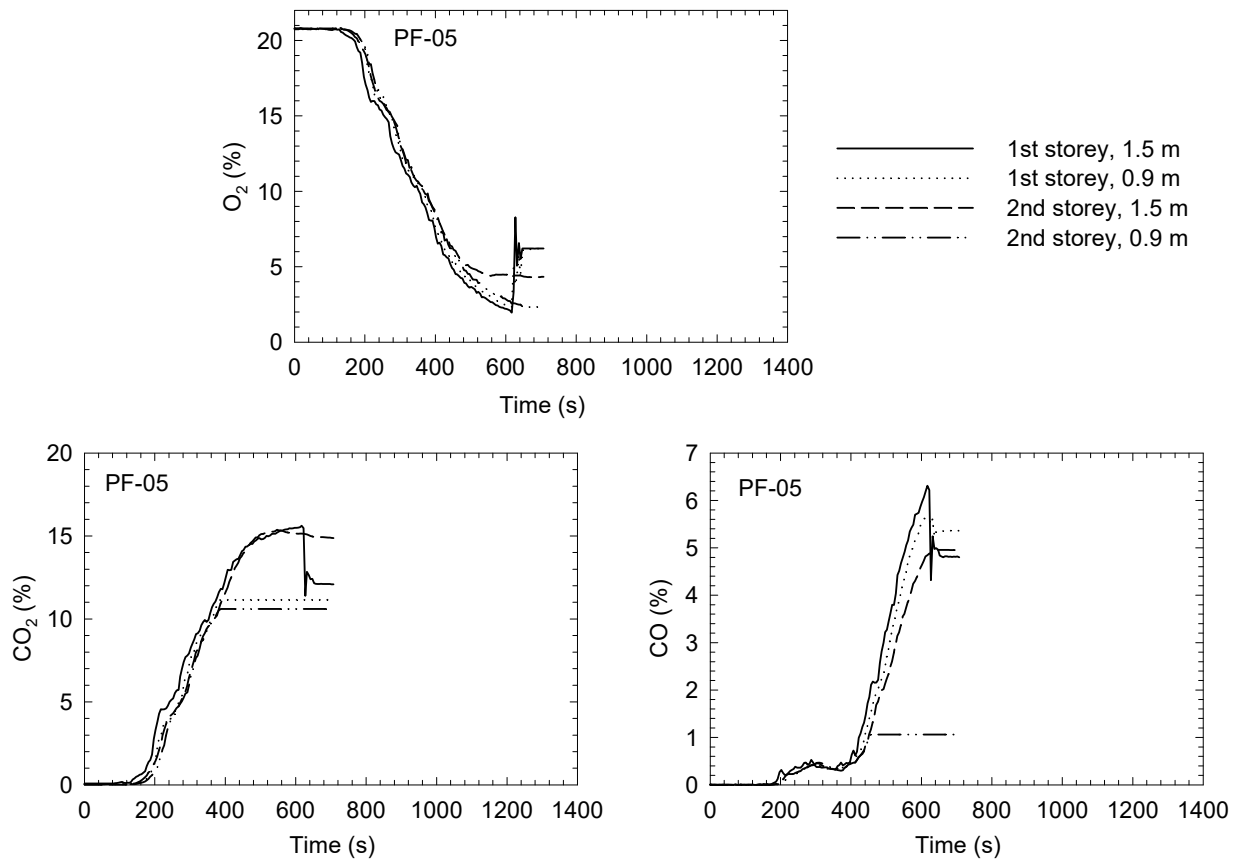 20
15
10
5
0
O₂ (%)
PF-05
0 200 400 600 800 1000 1200 1400
Time (s)
1st storey, 1.5 m
1st storey, 0.9 m
2nd storey, 1.5 m
2nd storey, 0.9 m
20
15
10
5
0
CO₂ (%)
PF-05
0 200 400 600 800 1000 1200 1400
Time (s)
7
6
5
4
3
2
1
0
CO (%)
PF-05
0 200 400 600 800 1000 1200 1400
Time (s)